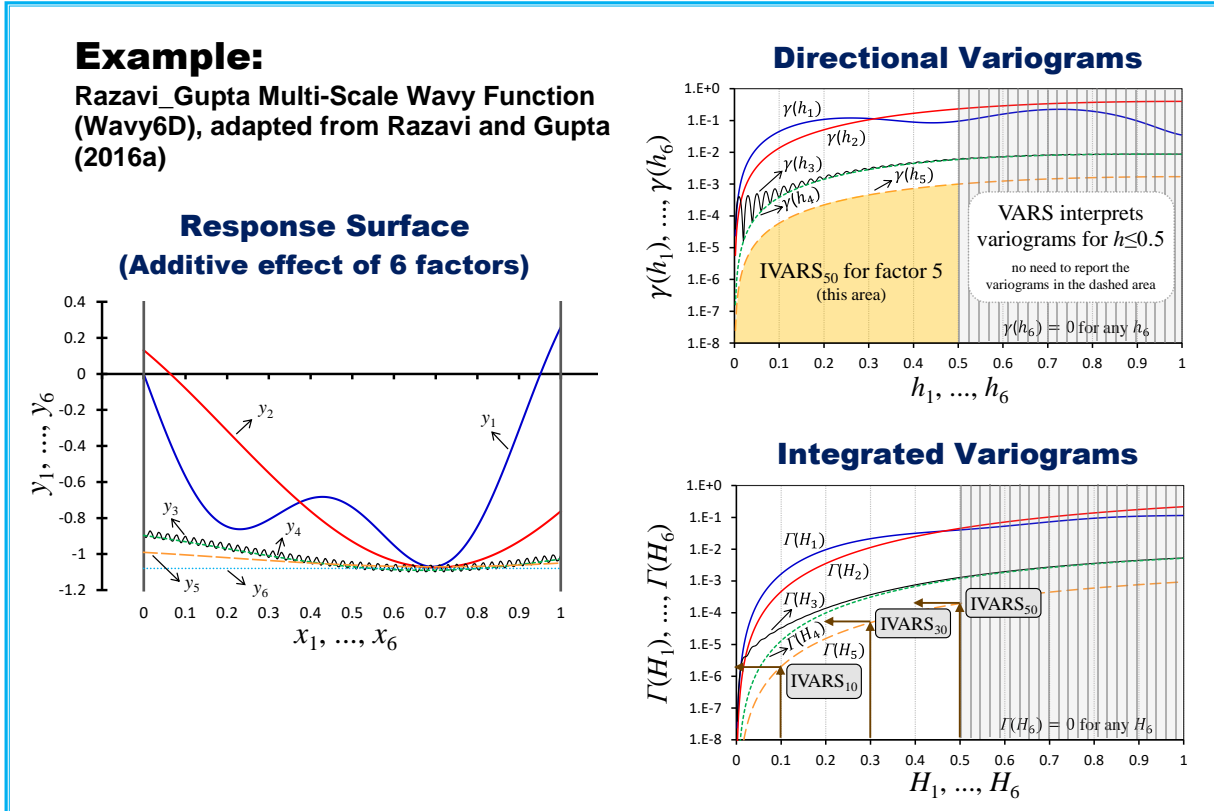 Example:
Razavi_Gupta Multi-Scale Wavy Function
(Wavy6D), adapted from Razavi and Gupta
(2016a)
Response Surface
(Additive effect of 6 factors)
0.4
0.2
0
-0.2
-0.4
-0.6
-0.8
-1
-1.2
y₁, ..., y₆
y₂
y₁
y₃
y₄
y₅
y₆
0 0.1 0.2 0.3 0.4 0.5 0.6 0.7 0.8 0.9 1
x₁, ..., x₆
Directional Variograms
1.E+0
1.E-1
1.E-2
1.E-3
1.E-4
1.E-5
1.E-6
1.E-7
1.E-8
γ(h₁), ..., γ(h₆)
γ(h₁)
γ(h₂)
γ(h₃)
γ(h₄)
γ(h₅)
IVARS₅₀ for factor 5
(this area)
VARS interprets
variograms for h≤0.5
no need to report the
variograms in the dashed area
γ(h₆) = 0 for any h₆
0 0.1 0.2 0.3 0.4 0.5 0.6 0.7 0.8 0.9 1
h₁, ..., h₆
Integrated Variograms
1.E+0
1.E-1
1.E-2
1.E-3
1.E-4
1.E-5
1.E-6
1.E-7
1.E-8
Γ(H₁), ..., Γ(H₆)
Γ(H₁)
Γ(H₂)
Γ(H₃)
Γ(H₄)
Γ(H₅)
IVARS₅₀
IVARS₃₀
IVARS₁₀
Γ(H₆) = 0 for any H₆
0 0.1 0.2 0.3 0.4 0.5 0.6 0.7 0.8 0.9 1
H₁, ..., H₆